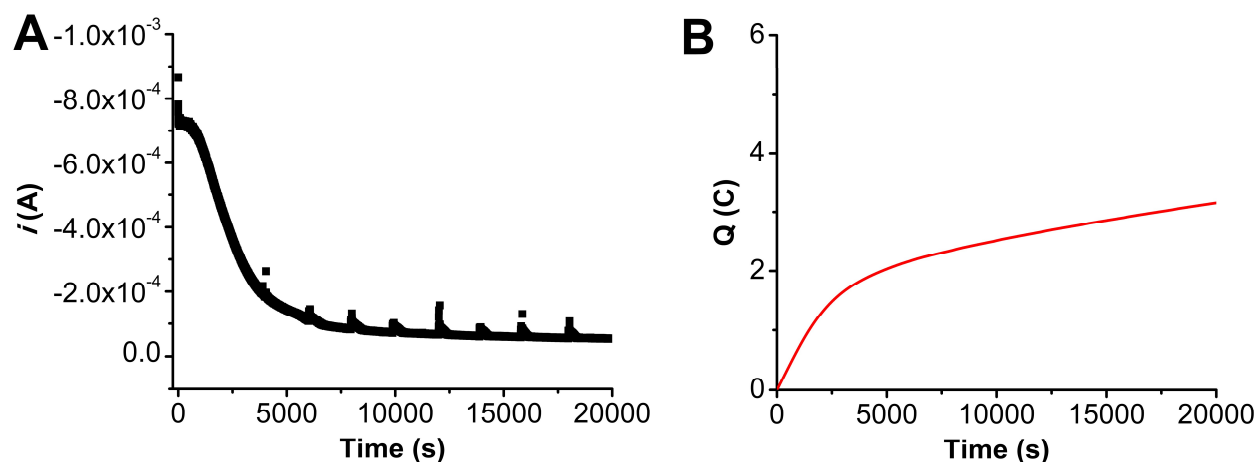 A
-1.0x10⁻³
-8.0x10⁻⁴
-6.0x10⁻⁴
-4.0x10⁻⁴
-2.0x10⁻⁴
0.0
i (A)
0 5000 10000 15000 20000
Time (s)
B
6
4
2
0
Q (C)
0 5000 10000 15000 20000
Time (s)